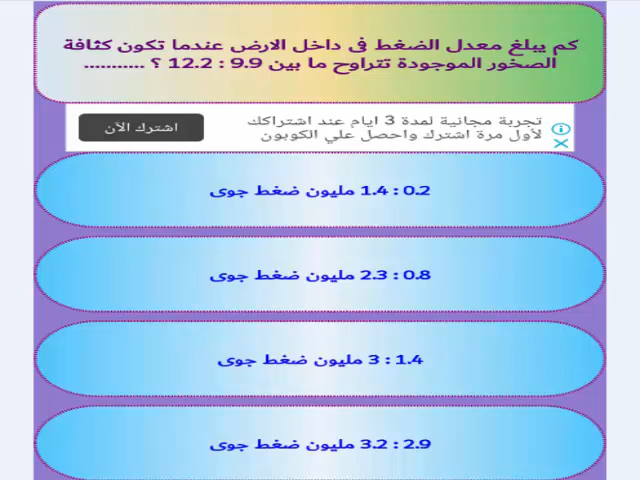 كم يبلغ معدل الضغط فى داخل الارض عندما تكون كثافة
الصخور الموجودة تتراوح ما بين 9.9 : 12.2 ؟ ...........
تجربة مجانية لمدة 3 ايام عند اشتراكك
لأول مرة اشترك واحصل علي الكوبون
اشترك الآن
0.2 : 1.4 مليون ضغط جوى
0.8 : 2.3 مليون ضغط جوى
1.4 : 3 مليون ضغط جوى
2.9 : 3.2 مليون ضغط جوى